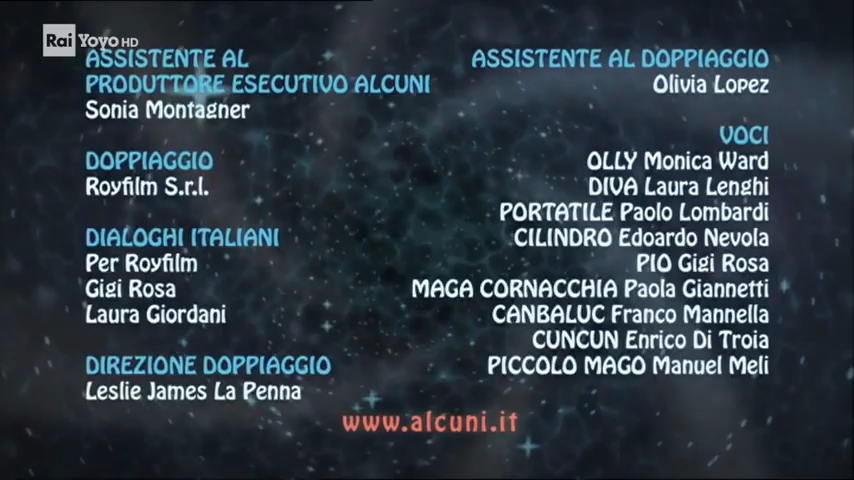 Rai Yoyo HD
ASSISTENTE AL
PRODUTTORE ESECUTIVO ALCUNI
Sonia Montagner
DOPPIAGGIO
Royfilm S.r.l.
DIALOGHI ITALIANI
Per Royfilm
Gigi Rosa
Laura Giordani
DIREZIONE DOPPIAGGIO
Leslie James La Penna
ASSISTENTE AL DOPPIAGGIO
Olivia Lopez
VOCI
OLLY Monica Ward
DIVA Laura Lenghi
PORTATILE Paolo Lombardi
CILINDRO Edoardo Nevola
PIO Gigi Rosa
MAGA CORNACCHIA Paola Giannetti
CANBALUC Franco Mannella
CUNCUN Enrico Di Troia
PICCOLO MAGO Manuel Meli
www.alcuni.it